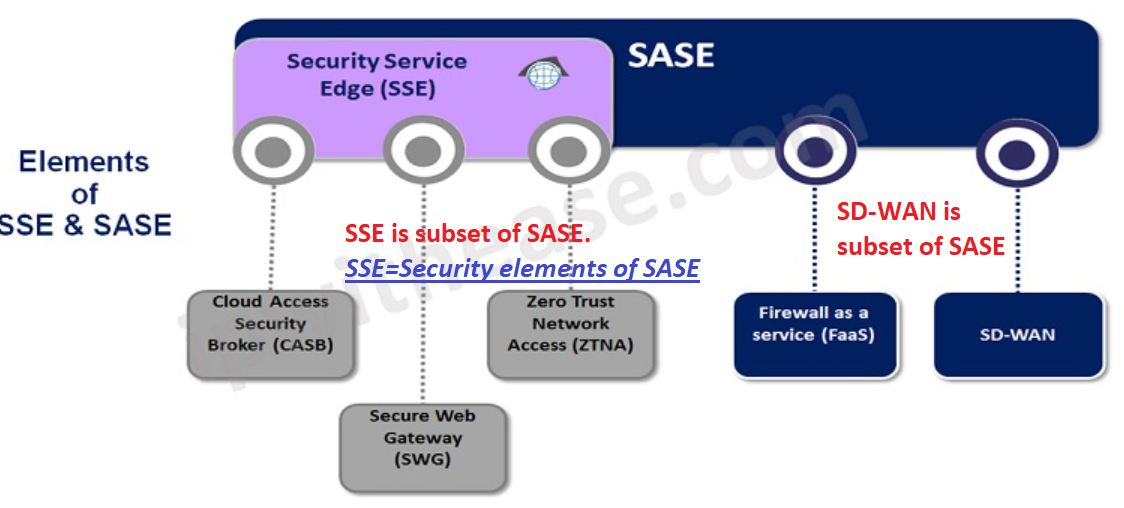 Security Service
Edge (SSE)
SASE
Elements
of
SSE & SASE
SSE is subset of SASE.
SSE=Security elements of SASE
SD-WAN is
subset of SASE
Cloud Access
Security
Broker (CASB)
Zero Trust
Network
Access (ZTNA)
Firewall as a
service (FaaS)
SD-WAN
Secure Web
Gateway
(SWG)
ipwithease.com